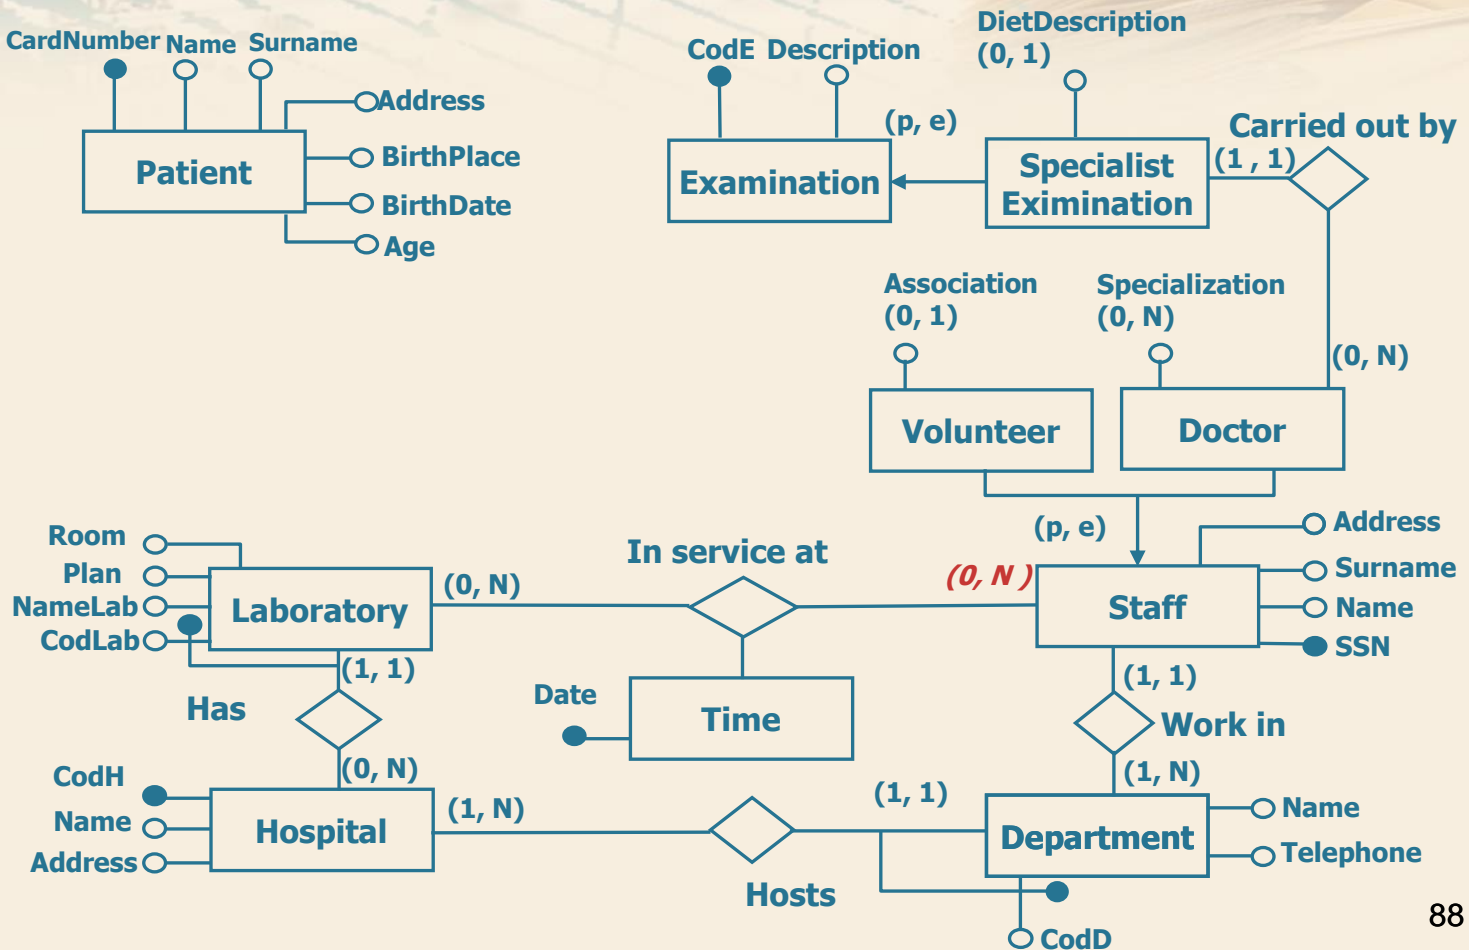 DietDescription
(0, 1)
CardNumber Name Surname
CodE Description
Address
(p, e)
Carried out by
(1 , 1)
Patient
BirthPlace
BirthDate
Age
Examination
Specialist
Eximination
Association
(0, 1)
Specialization
(0, N)
(0, N)
Volunteer
Doctor
(p, e)
Address
Surname
Name
SSN
Room
Plan
NameLab
CodLab
Laboratory
(0, N)
In service at
(0, N )
Staff
(1, 1)
Has
Date
Time
(1, 1)
Work in
(0, N)
(1, N)
CodH
Name
Address
Hospital
(1, N)
Hosts
(1, 1)
Department
Name
Telephone
CodD
88